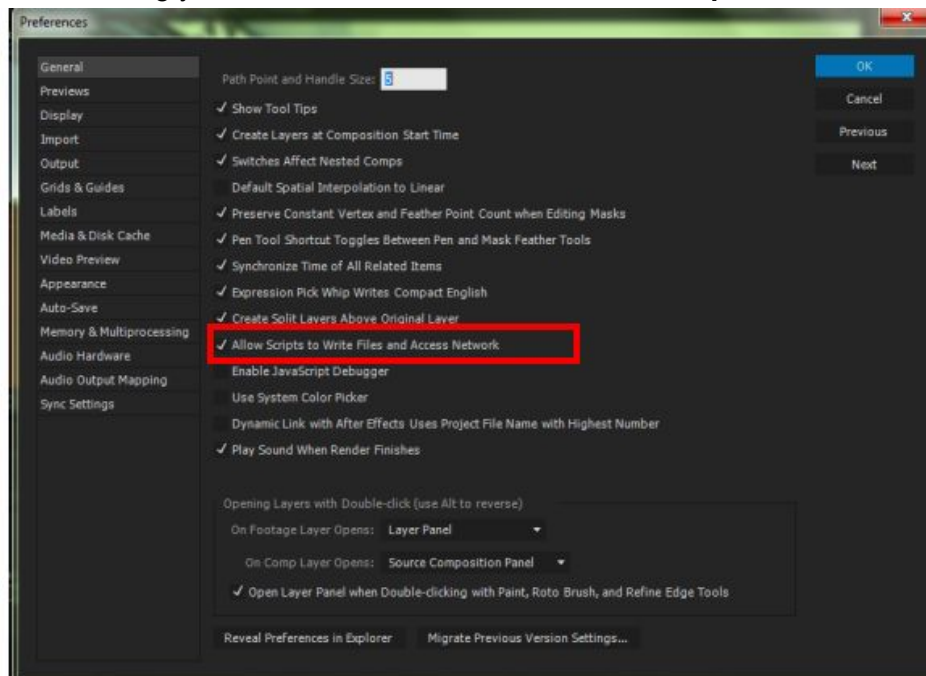 Preferences
General
Previews
Display
Import
Output
Grids & Guides
Labels
Media & Disk Cache
Video Preview
Appearance
Auto-Save
Memory & Multiprocessing
Audio Hardware
Audio Output Mapping
Sync Settings
Path Point and Handle Size: 5
Show Tool Tips
Create Layers at Composition Start Time
Switches Affect Nested Comps
Default Spatial Interpolation to Linear
Preserve Constant Vertex and Feather Point Count when Editing Masks
Pen Tool Shortcut Toggles Between Pen and Mask Feather Tools
Synchronize Time of All Related Items
Expression Pick Whip Writes Compact English
Create Split Layers Above Original Layer
Allow Scripts to Write Files and Access Network
Enable JavaScript Debugger
Use System Color Picker
Dynamic Link with After Effects Uses Project File Name with Highest Number
Play Sound When Render Finishes
Opening Layers with Double-click (use Alt to reverse)
On Footage Layer Opens: Layer Panel
On Comp Layer Opens: Source Composition Panel
Open Layer Panel when Double-clicking with Paint, Roto Brush, and Refine Edge Tools
Reveal Preferences in Explorer
Migrate Previous Version Settings...
OK
Cancel
Previous
Next